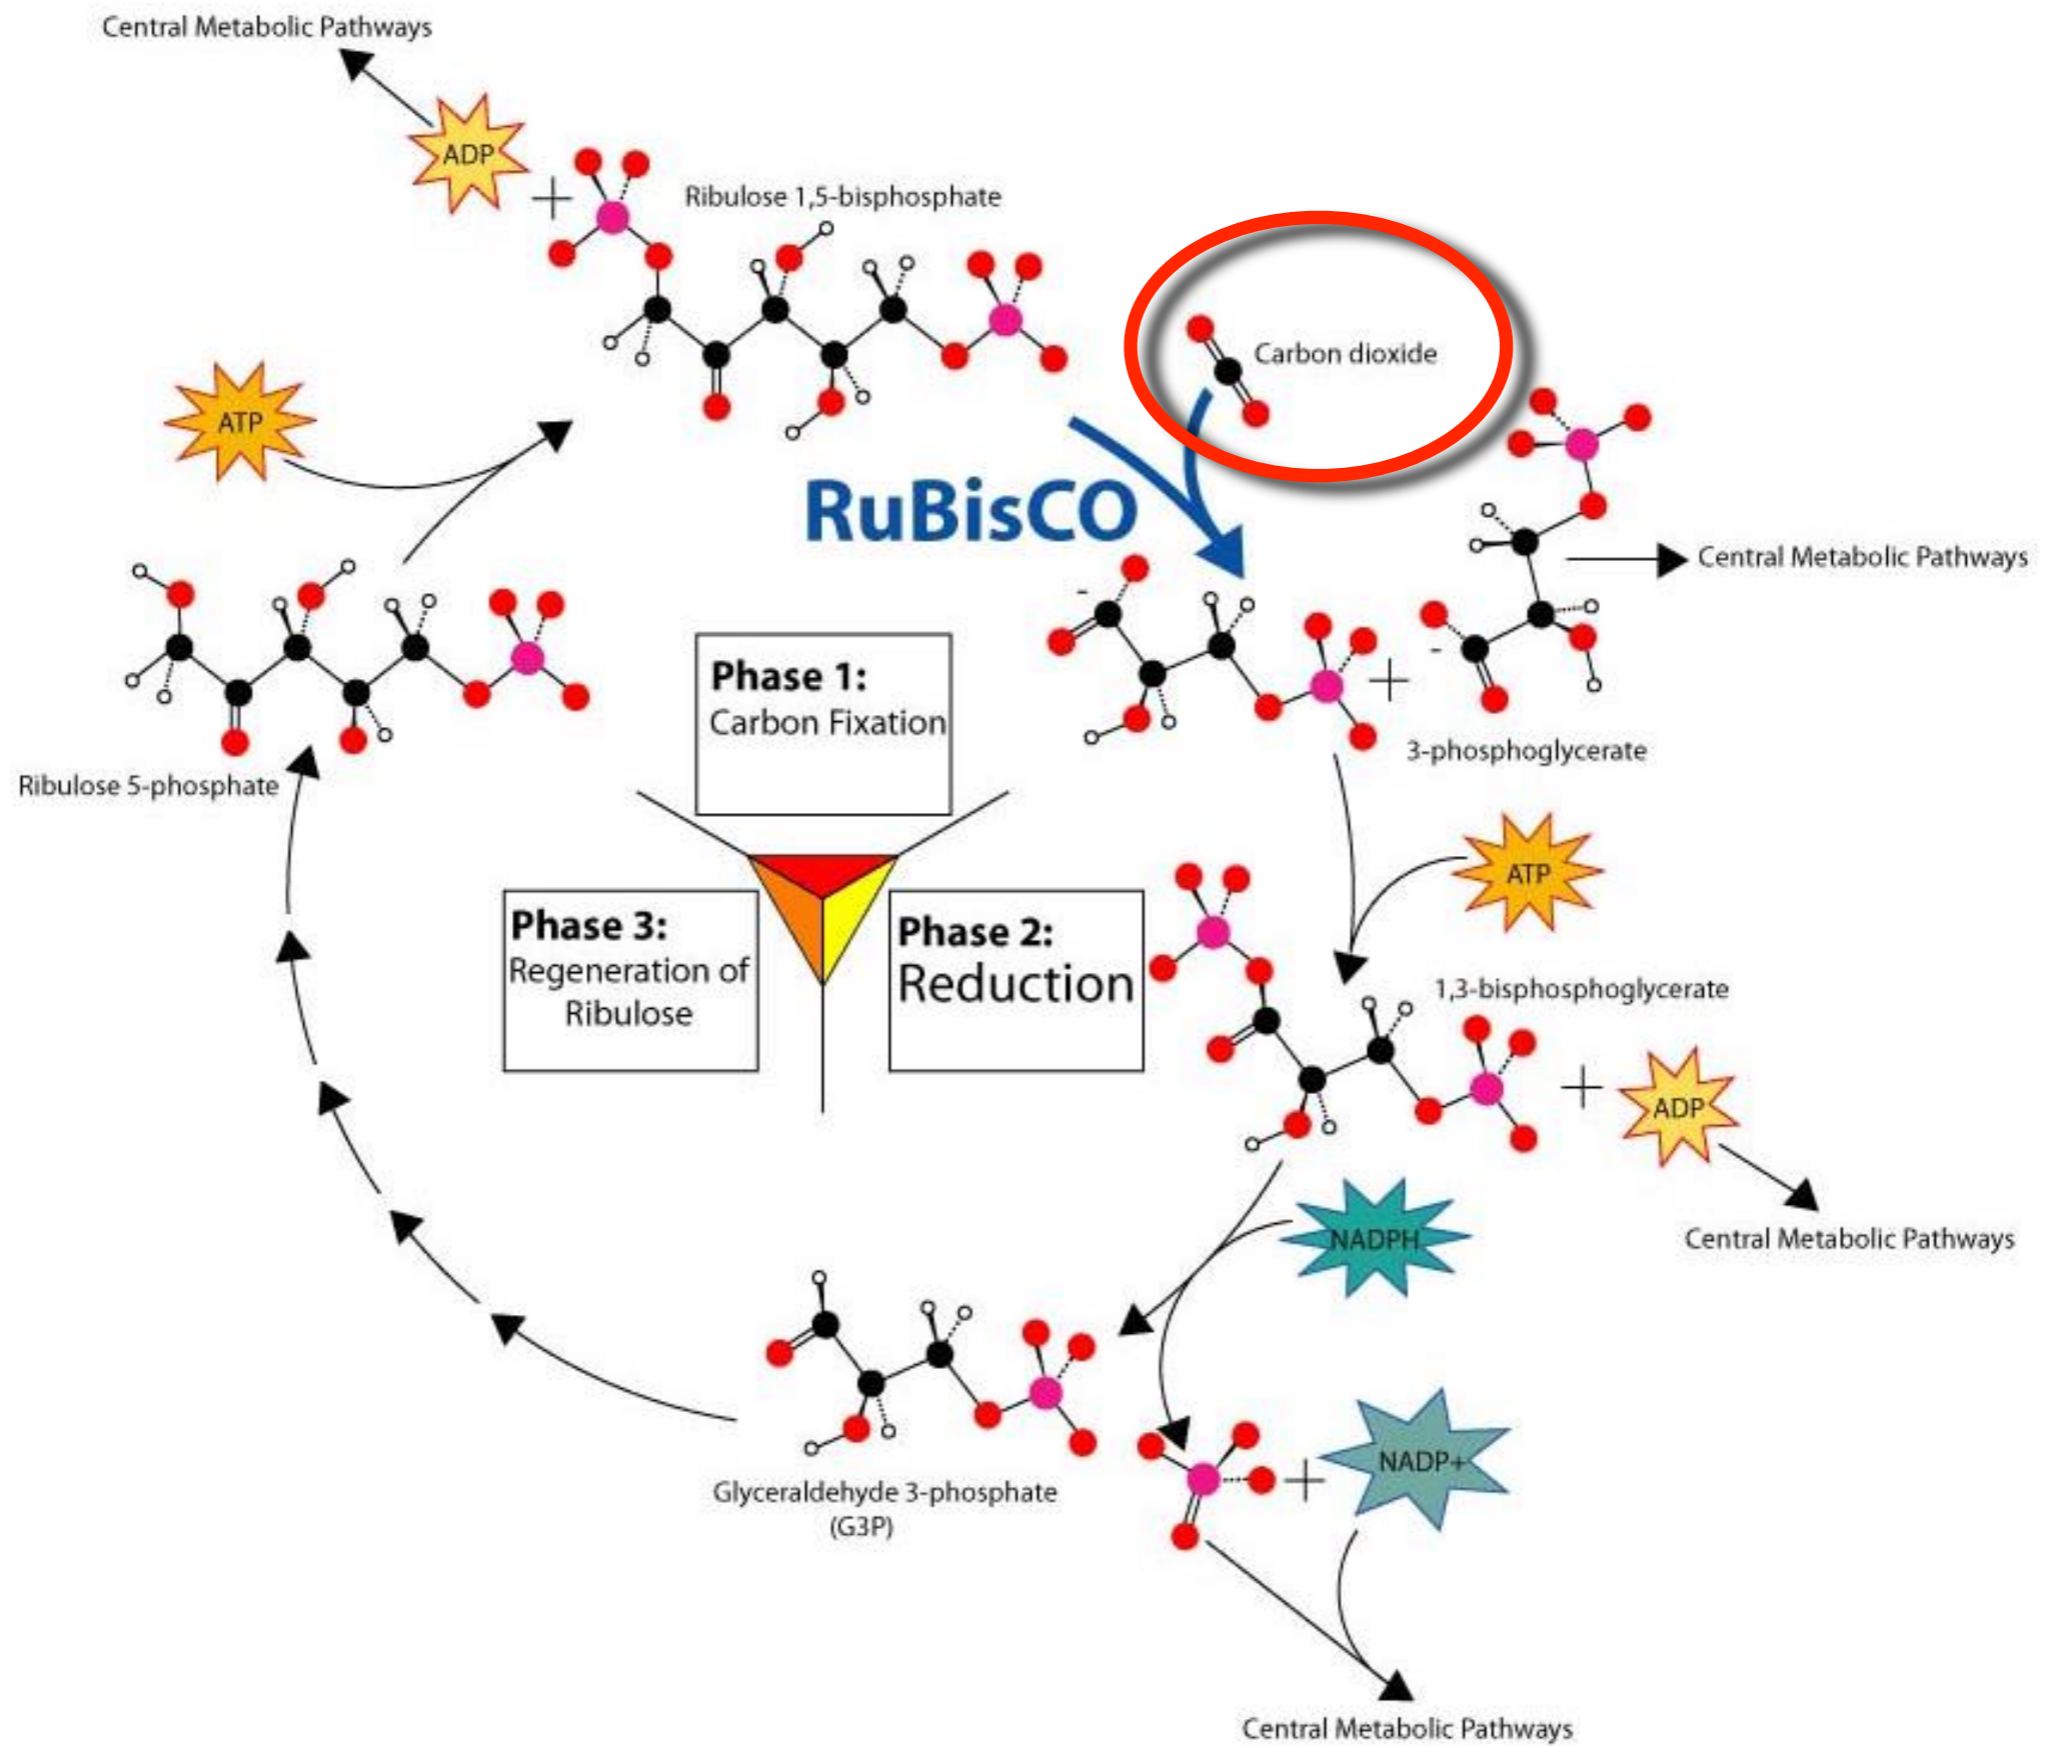 Central Metabolic Pathways
ADP
Ribulose 1,5-bisphosphate
Carbon dioxide
ATP
RuBisCO
Central Metabolic Pathways
Phase 1:
Carbon Fixation
3-phosphoglycerate
Ribulose 5-phosphate
ATP
Phase 3:
Regeneration of
Ribulose
Phase 2:
Reduction
1,3-bisphosphoglycerate
ADP
NADPH
Central Metabolic Pathways
NADP+
Glyceraldehyde 3-phosphate
(G3P)
Central Metabolic Pathways